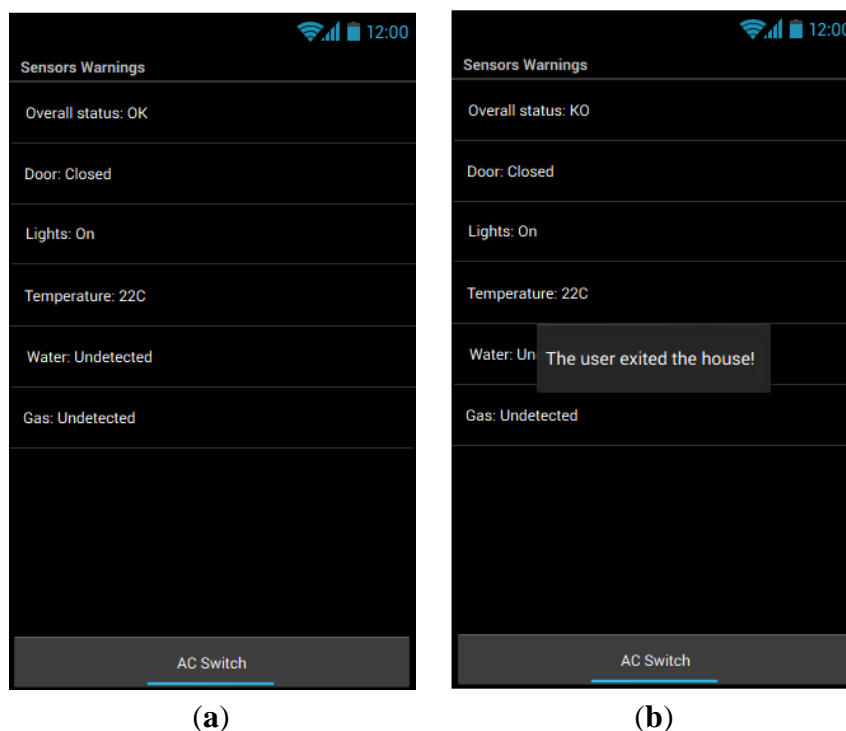 12:00
Sensors Warnings
Overall status: OK
Door: Closed
Lights: On
Temperature: 22C
Water: Undetected
Gas: Undetected
AC Switch
(a)
12:00
Sensors Warnings
Overall status: KO
Door: Closed
Lights: On
Temperature: 22C
Water: Un
The user exited the house!
Gas: Undetected
AC Switch
(b)